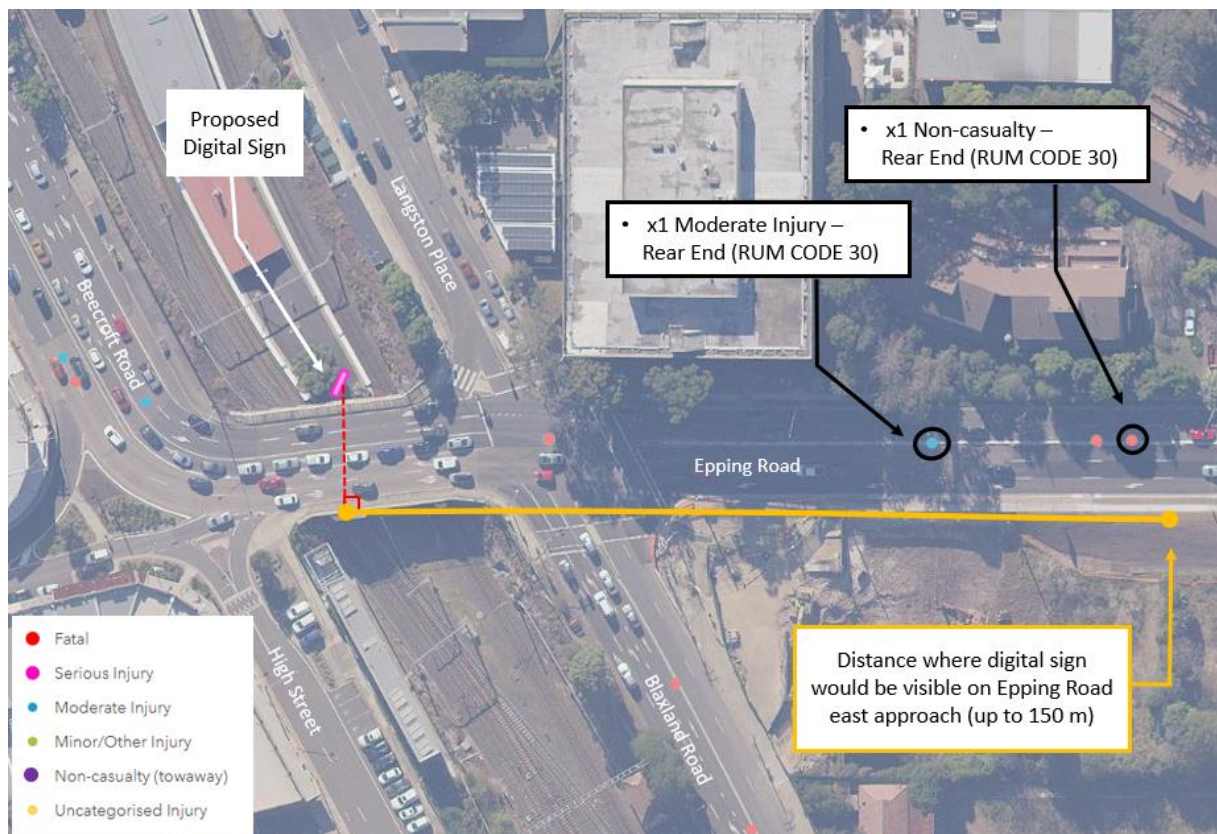 Proposed
Digital Sign
• x1 Non-casualty –
Rear End (RUM CODE 30)
• x1 Moderate Injury –
Rear End (RUM CODE 30)
Langston Place
Beecroft Road
Epping Road
High Street
Blaxland Road
Distance where digital sign
would be visible on Epping Road
east approach (up to 150 m)
Fatal
Serious Injury
Moderate Injury
Minor/Other Injury
Non-casualty (towaway)
Uncategorised Injury